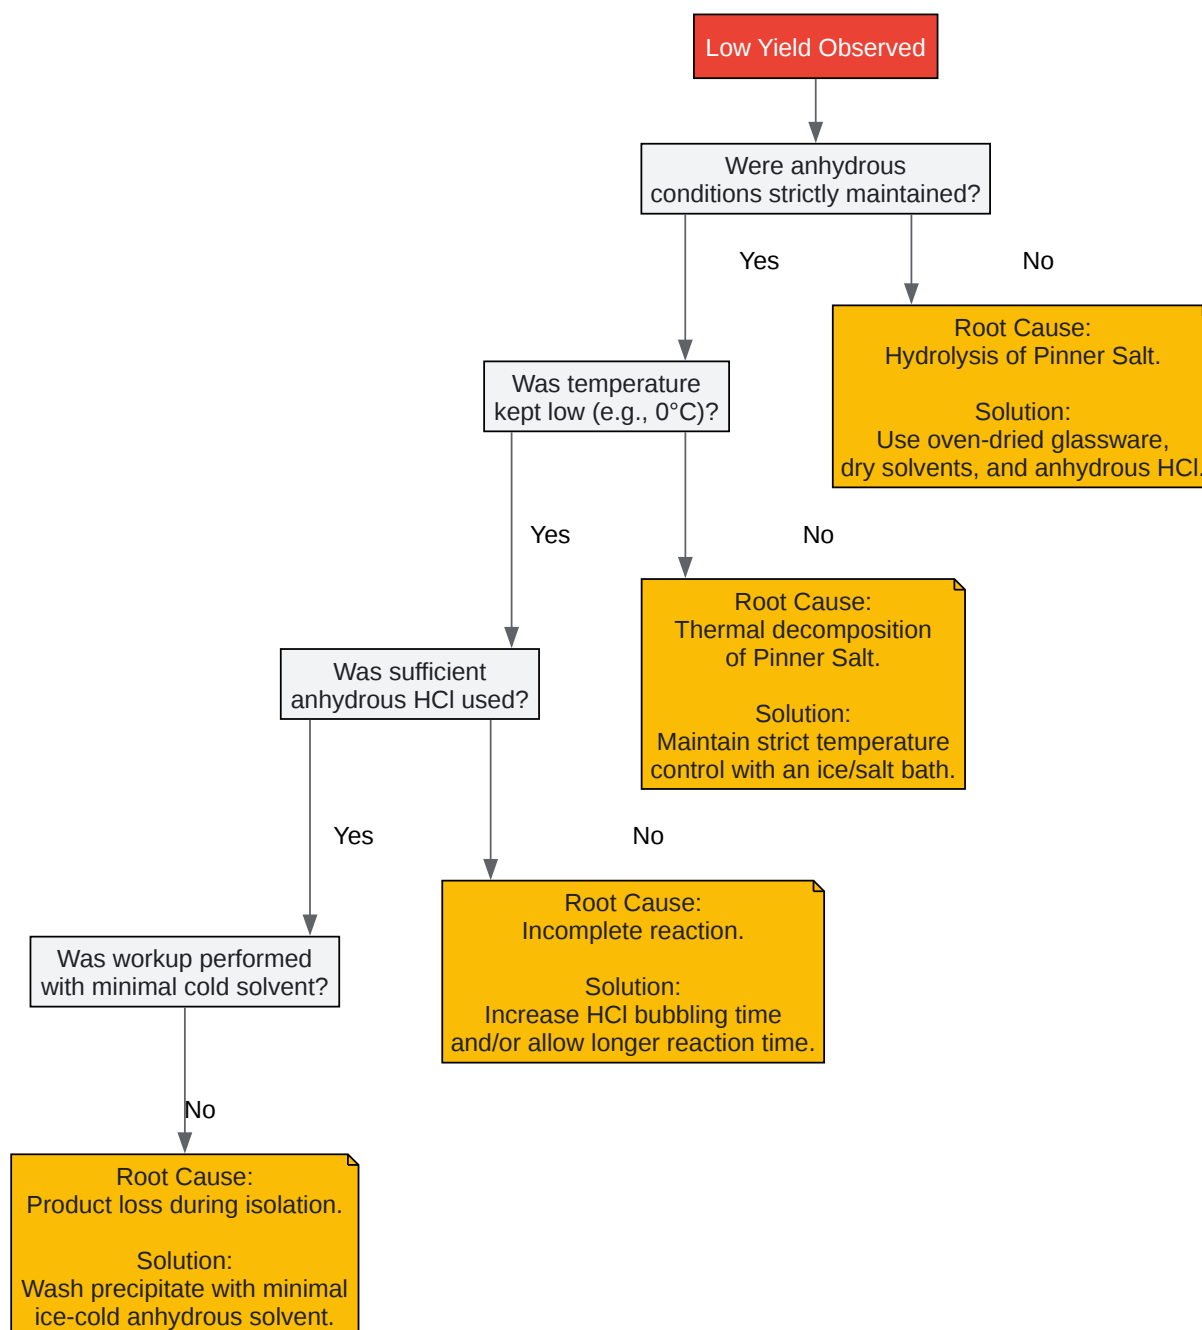 Low Yield Observed
Were anhydrous
conditions strictly maintained?
Yes
No
Root Cause:
Hydrolysis of Pinner Salt.
Solution:
Use oven-dried glassware,
dry solvents, and anhydrous HCl.
Was temperature
kept low (e.g., 0°C)?
Yes
No
Root Cause:
Thermal decomposition
of Pinner Salt.
Solution:
Maintain strict temperature
control with an ice/salt bath.
Was sufficient
anhydrous HCl used?
Yes
No
Root Cause:
Incomplete reaction.
Solution:
Increase HCl bubbling time
and/or allow longer reaction time.
Was workup performed
with minimal cold solvent?
No
Root Cause:
Product loss during isolation.
Solution:
Wash precipitate with minimal
ice-cold anhydrous solvent.